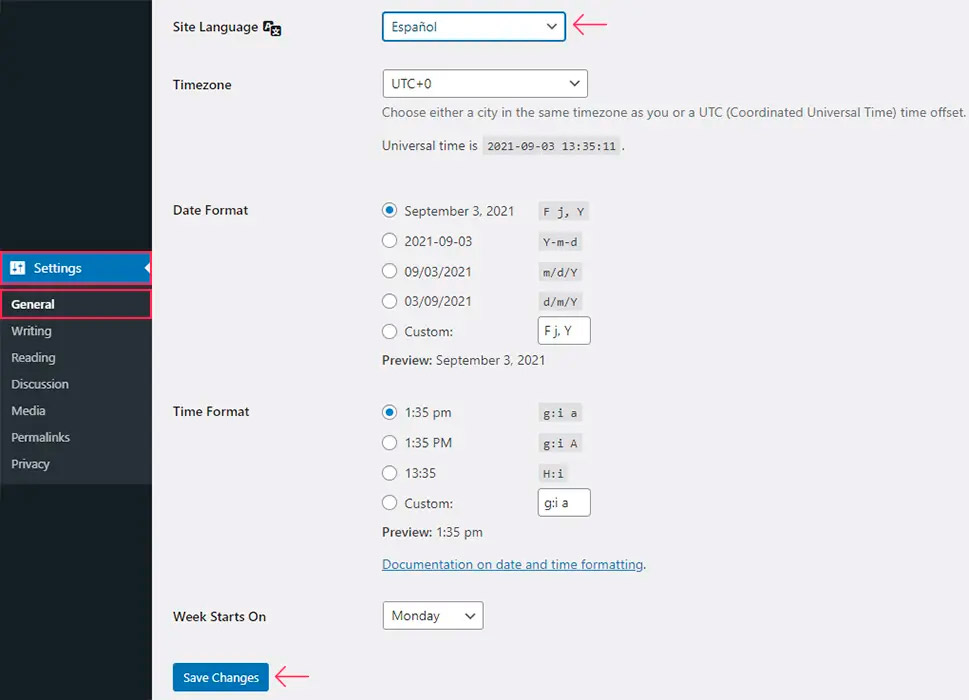 Site Language
Español
Timezone
UTC+0
Choose either a city in the same timezone as you or a UTC (Coordinated Universal Time) time offset.
Universal time is 2021-09-03 13:35:11 .
Date Format
September 3, 2021 F j, Y
2021-09-03 Y-m-d
09/03/2021 m/d/Y
03/09/2021 d/m/Y
Custom: F j, Y
Preview: September 3, 2021
Settings
General
Writing
Reading
Discussion
Media
Permalinks
Privacy
Time Format
1:35 pm g:i a
1:35 PM g:i A
13:35 H:i
Custom: g:i a
Preview: 1:35 pm
Documentation on date and time formatting.
Week Starts On
Monday
Save Changes